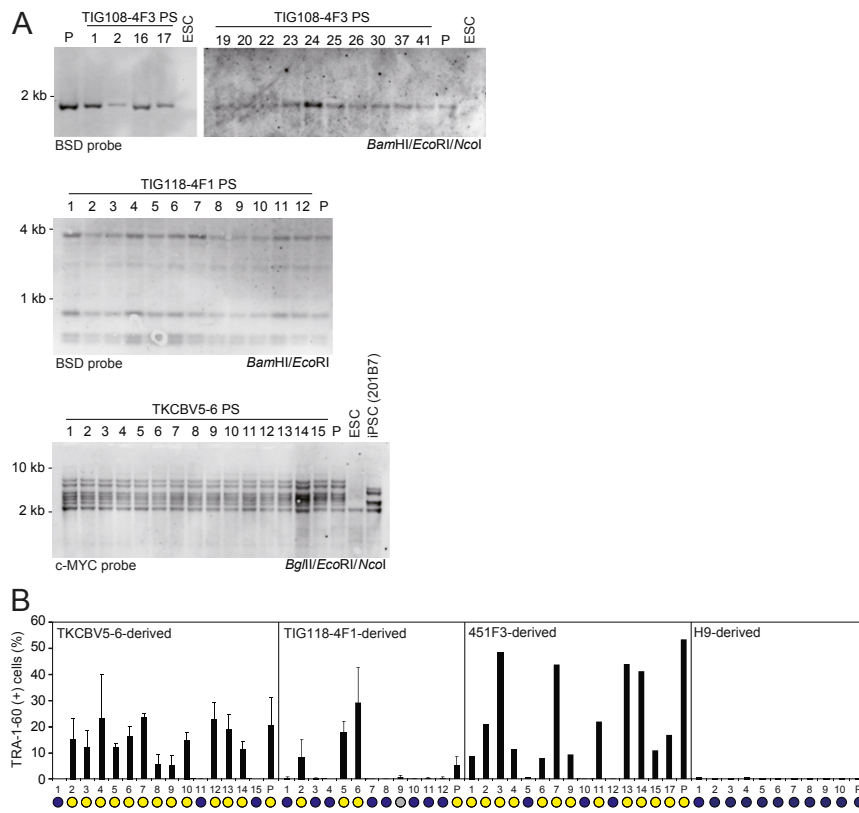 A
TIG108-4F3 PS
P 1 2 16 17 ESC
TIG108-4F3 PS
19 20 22 23 24 25 26 30 37 41 P ESC
2 kb
BSD probe
BamHI/EcoRI/NcoI
TIG118-4F1 PS
1 2 3 4 5 6 7 8 9 10 11 12 P
4 kb
1 kb
BSD probe
BamHI/EcoRI
TKCBV5-6 PS
1 2 3 4 5 6 7 8 9 10 11 12 13 14 15 P ESC iPSC (201B7)
10 kb
2 kb
c-MYC probe
BglII/EcoRI/NcoI
B
TRA-1-60 (+) cells (%)
60
50
40
30
20
10
0
TKCBV5-6-derived
TIG118-4F1-derived
451F3-derived
H9-derived
1 2 3 4 5 6 7 8 9 10 11 12 13 14 15 P 1 2 3 4 5 6 7 8 9 10 11 12 P 1 2 3 4 5 6 7 9 10 11 12 13 14 15 17 P 1 2 3 4 5 6 7 8 9 10 P